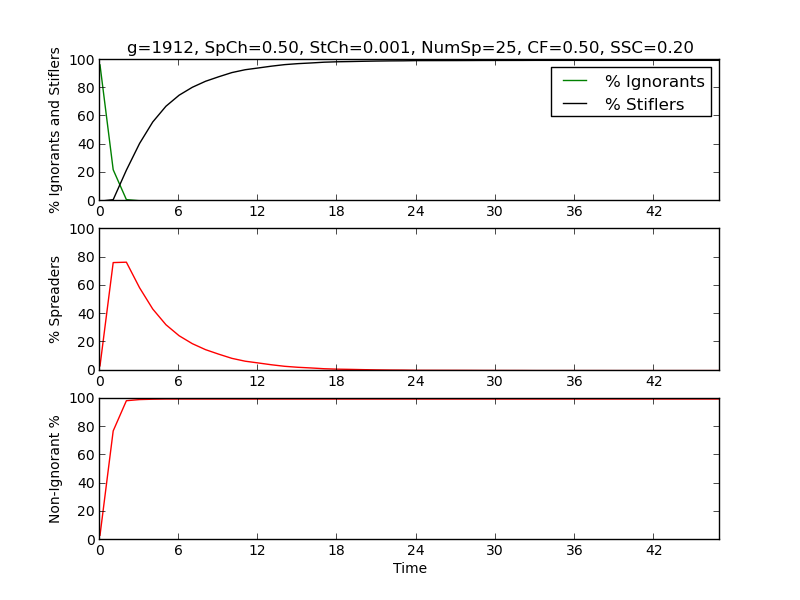 g=1912, SpCh=0.50, StCh=0.001, NumSp=25, CF=0.50, SSC=0.20
% Ignorants and Stiflers
100
80
60
40
20
0
% Ignorants
% Stiflers
0 6 12 18 24 30 36 42
% Spreaders
100
80
60
40
20
0
0 6 12 18 24 30 36 42
Non-Ignorant %
100
80
60
40
20
0
0 6 12 18 24 30 36 42
Time